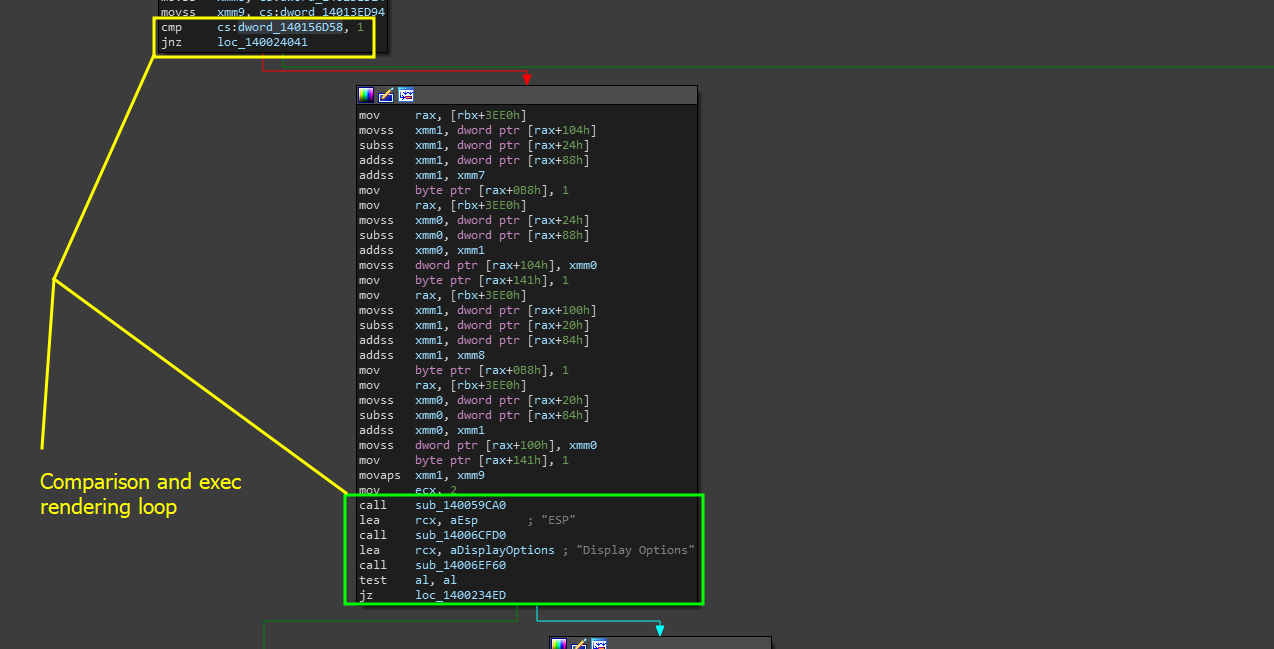 movss xmm9, cs:dword_14013ED94
cmp cs:dword_140156D58, 1
jnz loc_140024041
mov rax, [rbx+3EE0h]
movss xmm1, dword ptr [rax+104h]
subss xmm1, dword ptr [rax+24h]
addss xmm1, dword ptr [rax+88h]
addss xmm1, xmm7
mov byte ptr [rax+0B8h], 1
mov rax, [rbx+3EE0h]
movss xmm0, dword ptr [rax+24h]
subss xmm0, dword ptr [rax+88h]
addss xmm0, xmm1
movss dword ptr [rax+104h], xmm0
mov byte ptr [rax+141h], 1
mov rax, [rbx+3EE0h]
movss xmm1, dword ptr [rax+100h]
subss xmm1, dword ptr [rax+20h]
addss xmm1, dword ptr [rax+84h]
addss xmm1, xmm8
mov byte ptr [rax+0B8h], 1
mov rax, [rbx+3EE0h]
movss xmm0, dword ptr [rax+20h]
subss xmm0, dword ptr [rax+84h]
addss xmm0, xmm1
movss dword ptr [rax+100h], xmm0
mov byte ptr [rax+141h], 1
movaps xmm1, xmm9
mov ecx, 2
call sub_140059CA0
lea rcx, aEsp ; "ESP"
call sub_14006CFD0
lea rcx, aDisplayOptions ; "Display Options"
call sub_14006EF60
test al, al
jz loc_1400234ED
Comparison and exec
rendering loop